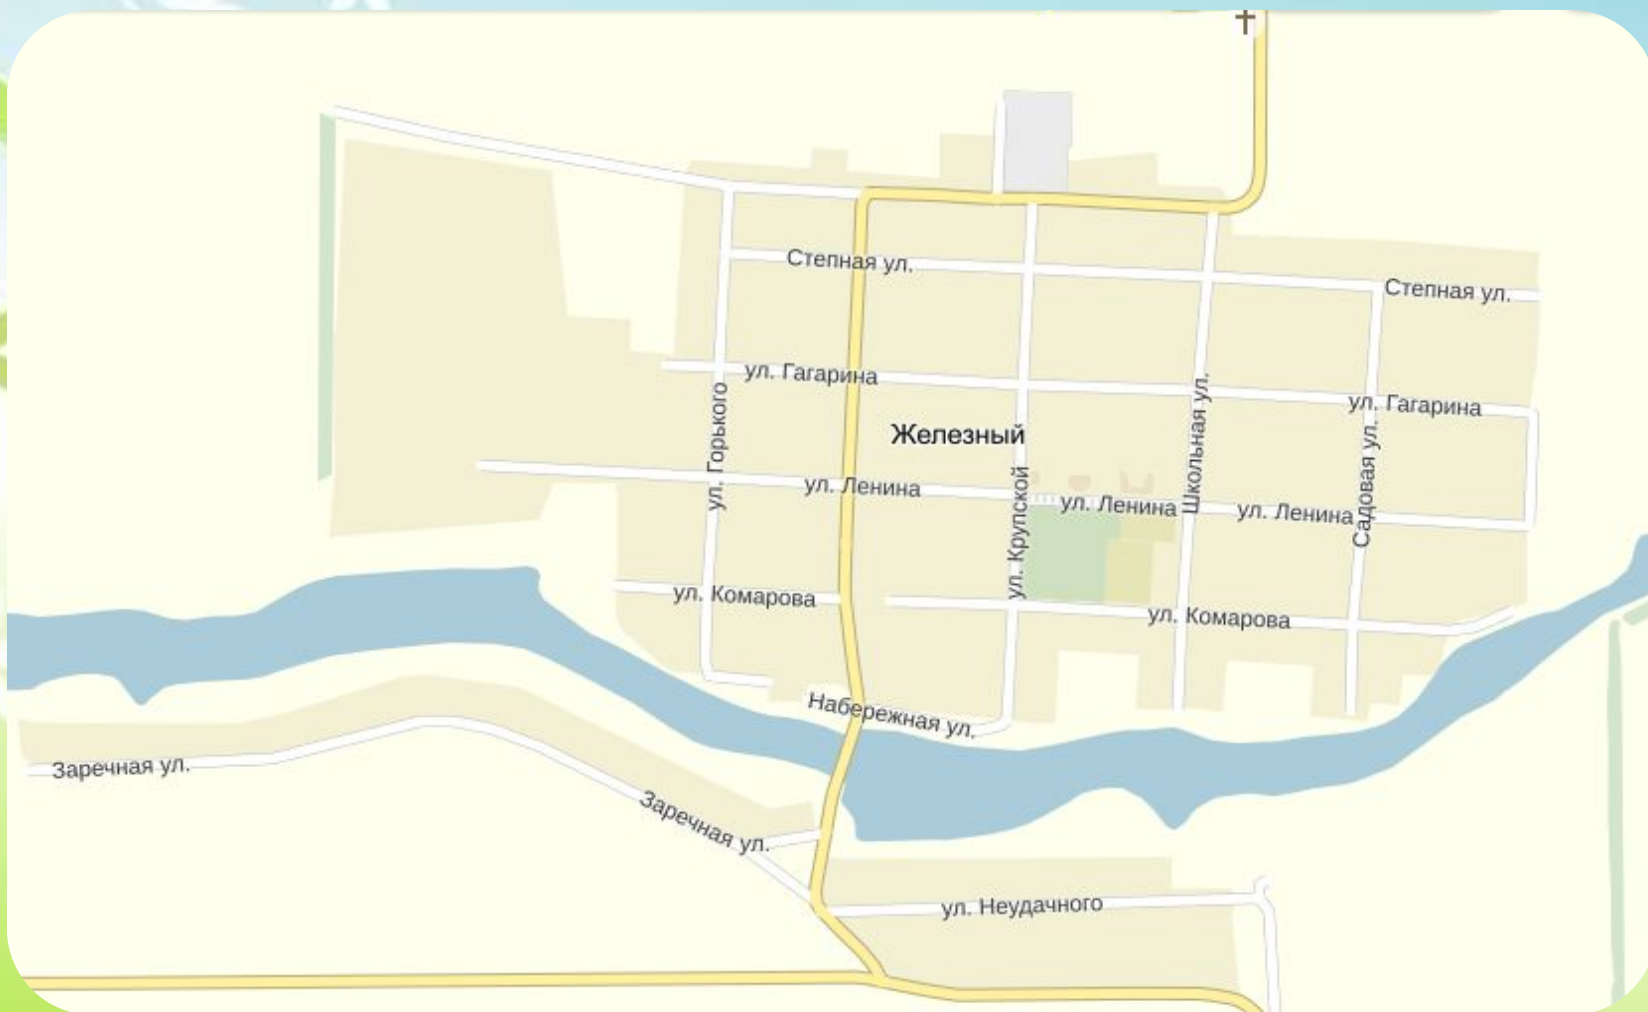 Степная ул.
Степная ул.
ул. Гагарина
ул. Гагарина
ул. Горького
Железный
Школьная ул.
Садовая ул.
ул. Крупской
ул. Ленина
ул. Ленина
ул. Ленина
ул. Комарова
ул. Комарова
Набережная ул.
Заречная ул.
Заречная ул.
ул. Неудачного